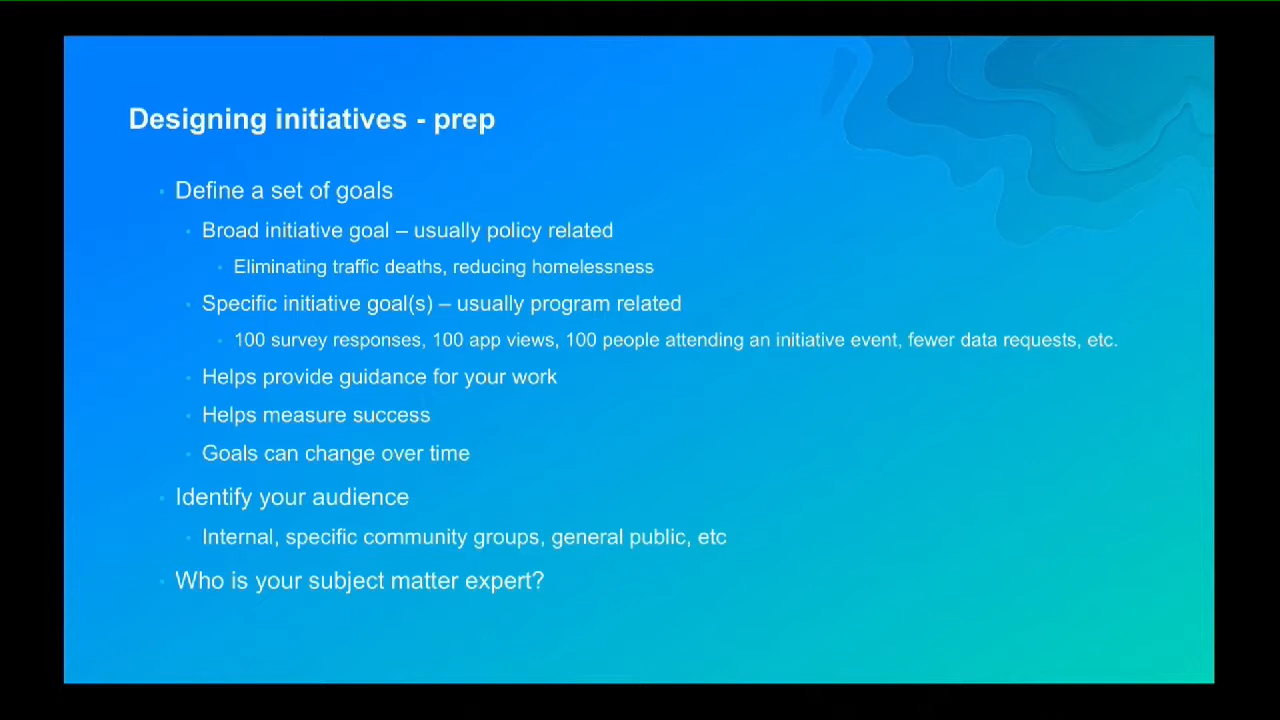 Designing initiatives - prep
Define a set of goals
Broad initiative goal – usually policy related
Eliminating traffic deaths, reducing homelessness
Specific initiative goal(s) – usually program related
100 survey responses, 100 app views, 100 people attending an initiative event, fewer data requests, etc.
Helps provide guidance for your work
Helps measure success
Goals can change over time
Identify your audience
Internal, specific community groups, general public, etc
Who is your subject matter expert?